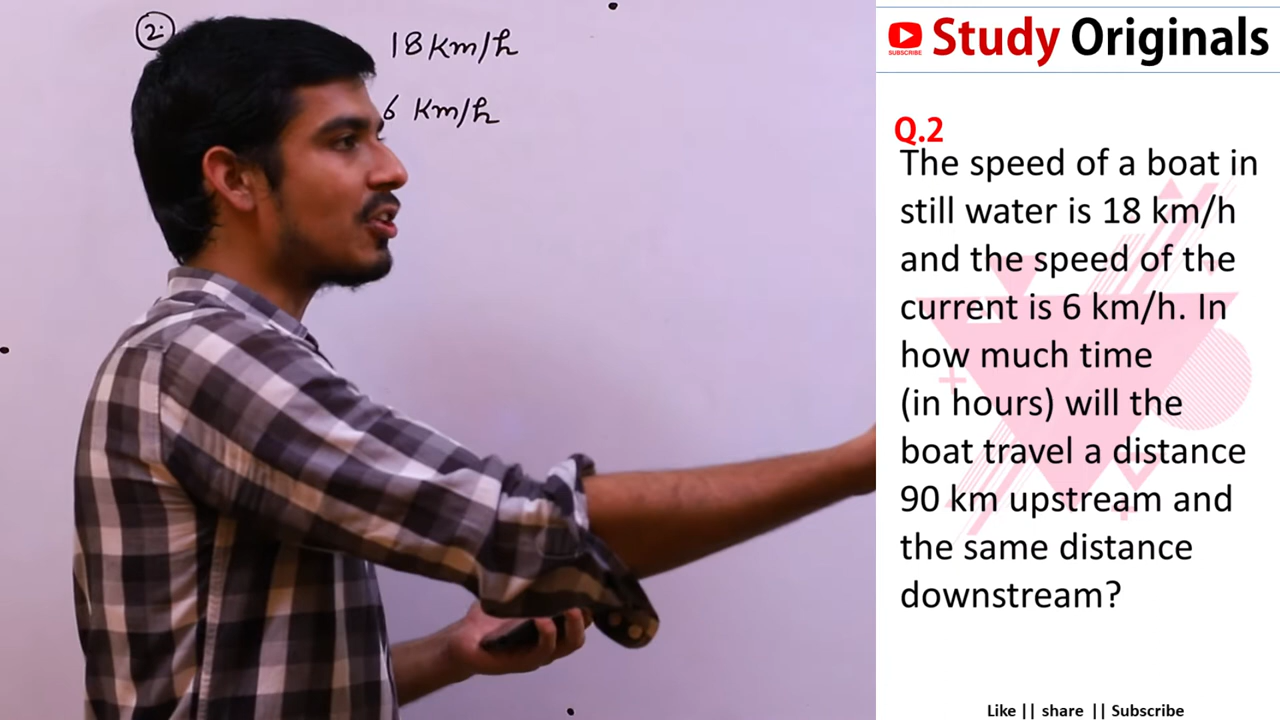 2.
18 km/h
6 km/h
SUBSCRIBE
Study Originals
Q.2
The speed of a boat in
still water is 18 km/h
and the speed of the
current is 6 km/h. In
how much time
(in hours) will the
boat travel a distance
90 km upstream and
the same distance
downstream?
Like || share || Subscribe